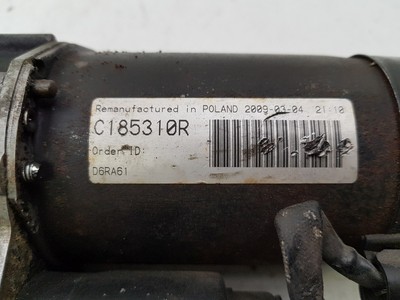 Remanufactured in POLAND 2009-03-04 21:10
C185310R
Order ID:
D6RA61